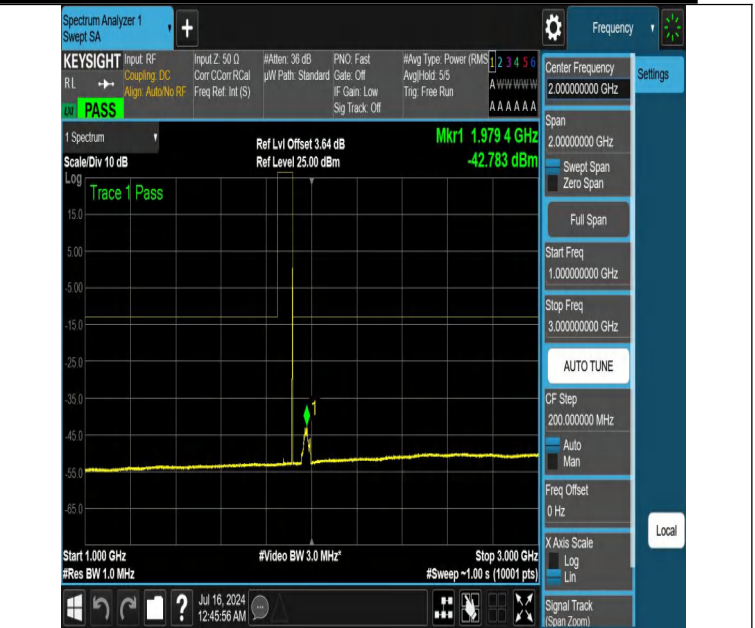 Spectrum Analyzer 1
Swept SA
Frequency
KEYSIGHT
RL
PASS
Input: RF
Coupling: DC
Align: Auto/No RF
Input Z: 50 Ω
Corr CCorr RCal
Freq Ref: Int (S)
#Atten: 36 dB
µW Path: Standard
PNO: Fast
Gate: Off
IF Gain: Low
Sig Track: Off
#Avg Type: Power (RMS
Avg|Hold: 5/5
Trig: Free Run
1 2 3 4 5 6
A W W W W W
A A A A A A
1 Spectrum
Scale/Div 10 dB
Ref Lvl Offset 3.64 dB
Ref Level 25.00 dBm
Mkr1 1.979 4 GHz
-42.783 dBm
Log
Trace 1 Pass
15.0
5.00
-5.00
-15.0
-25.0
-35.0
-45.0
-55.0
-65.0
1
Start 1.000 GHz
#Res BW 1.0 MHz
#Video BW 3.0 MHz*
Stop 3.000 GHz
#Sweep ~1.00 s (10001 pts)
Jul 16, 2024
12:45:56 AM
Center Frequency
2.000000000 GHz
Settings
Span
2.00000000 GHz
Swept Span
Zero Span
Full Span
Start Freq
1.000000000 GHz
Stop Freq
3.000000000 GHz
AUTO TUNE
CF Step
200.000000 MHz
Auto
Man
Freq Offset
0 Hz
X Axis Scale
Log
Lin
Local
Signal Track
(Span Zoom)